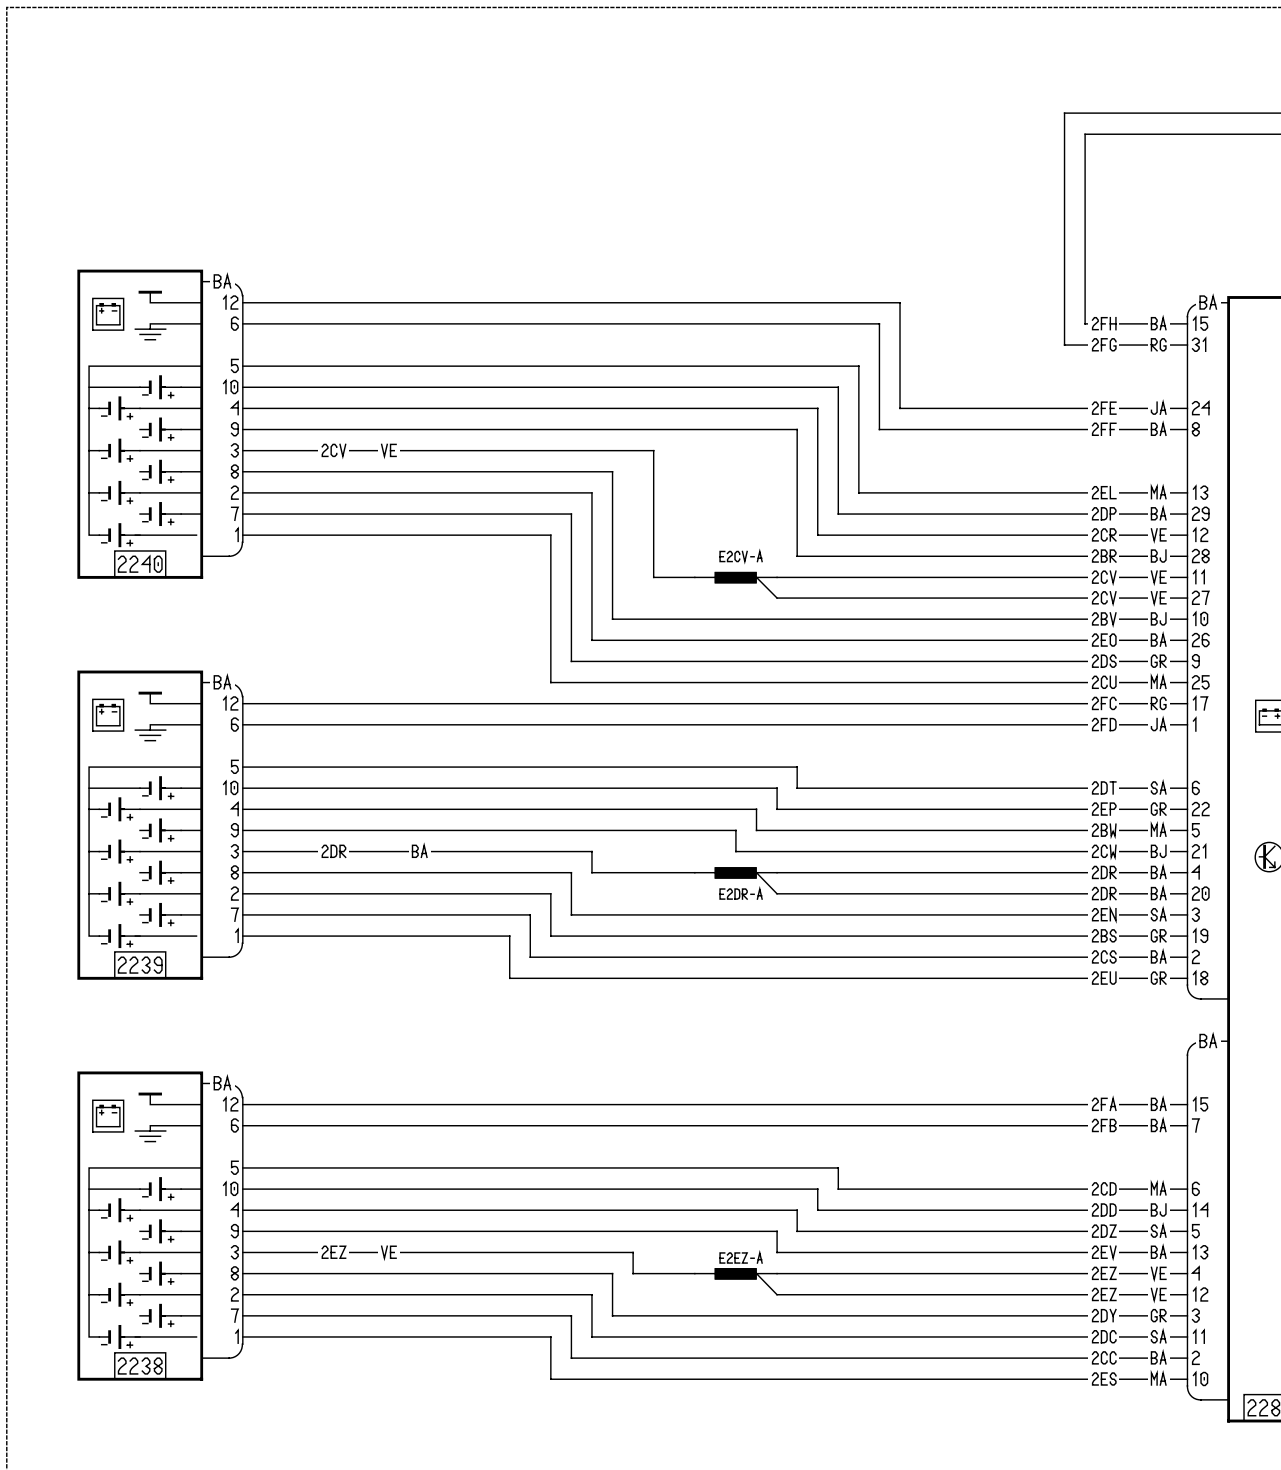 BA
12
6
5
10
4
9
3 2CV VE
8
2
7
1
2240
E2CV-A
BA
2FH BA 15
2FG RG 31
2FE JA 24
2FF BA 8
2EL MA 13
2DP BA 29
2CR VE 12
2BR BJ 28
2CV VE 11
2CV VE 27
2BV BJ 10
2EO BA 26
2DS GR 9
2CU MA 25
2FC RG 17
2FD JA 1
2DT SA 6
2EP GR 22
2BW MA 5
2CW BJ 21
2DR BA 4
2DR BA 20
2EN SA 3
2BS GR 19
2CS BA 2
2EU GR 18
BA
12
6
5
10
4
9
3 2DR BA
8
2
7
1
2239
E2DR-A
BA
12
6
5
10
4
9
3 2EZ VE
8
2
7
1
2238
E2EZ-A
BA
2FA BA 15
2FB BA 7
2CD MA 6
2DD BJ 14
2DZ SA 5
2EV BA 13
2EZ VE 4
2EZ VE 12
2DY GR 3
2DC SA 11
2CC BA 2
2ES MA 10
228